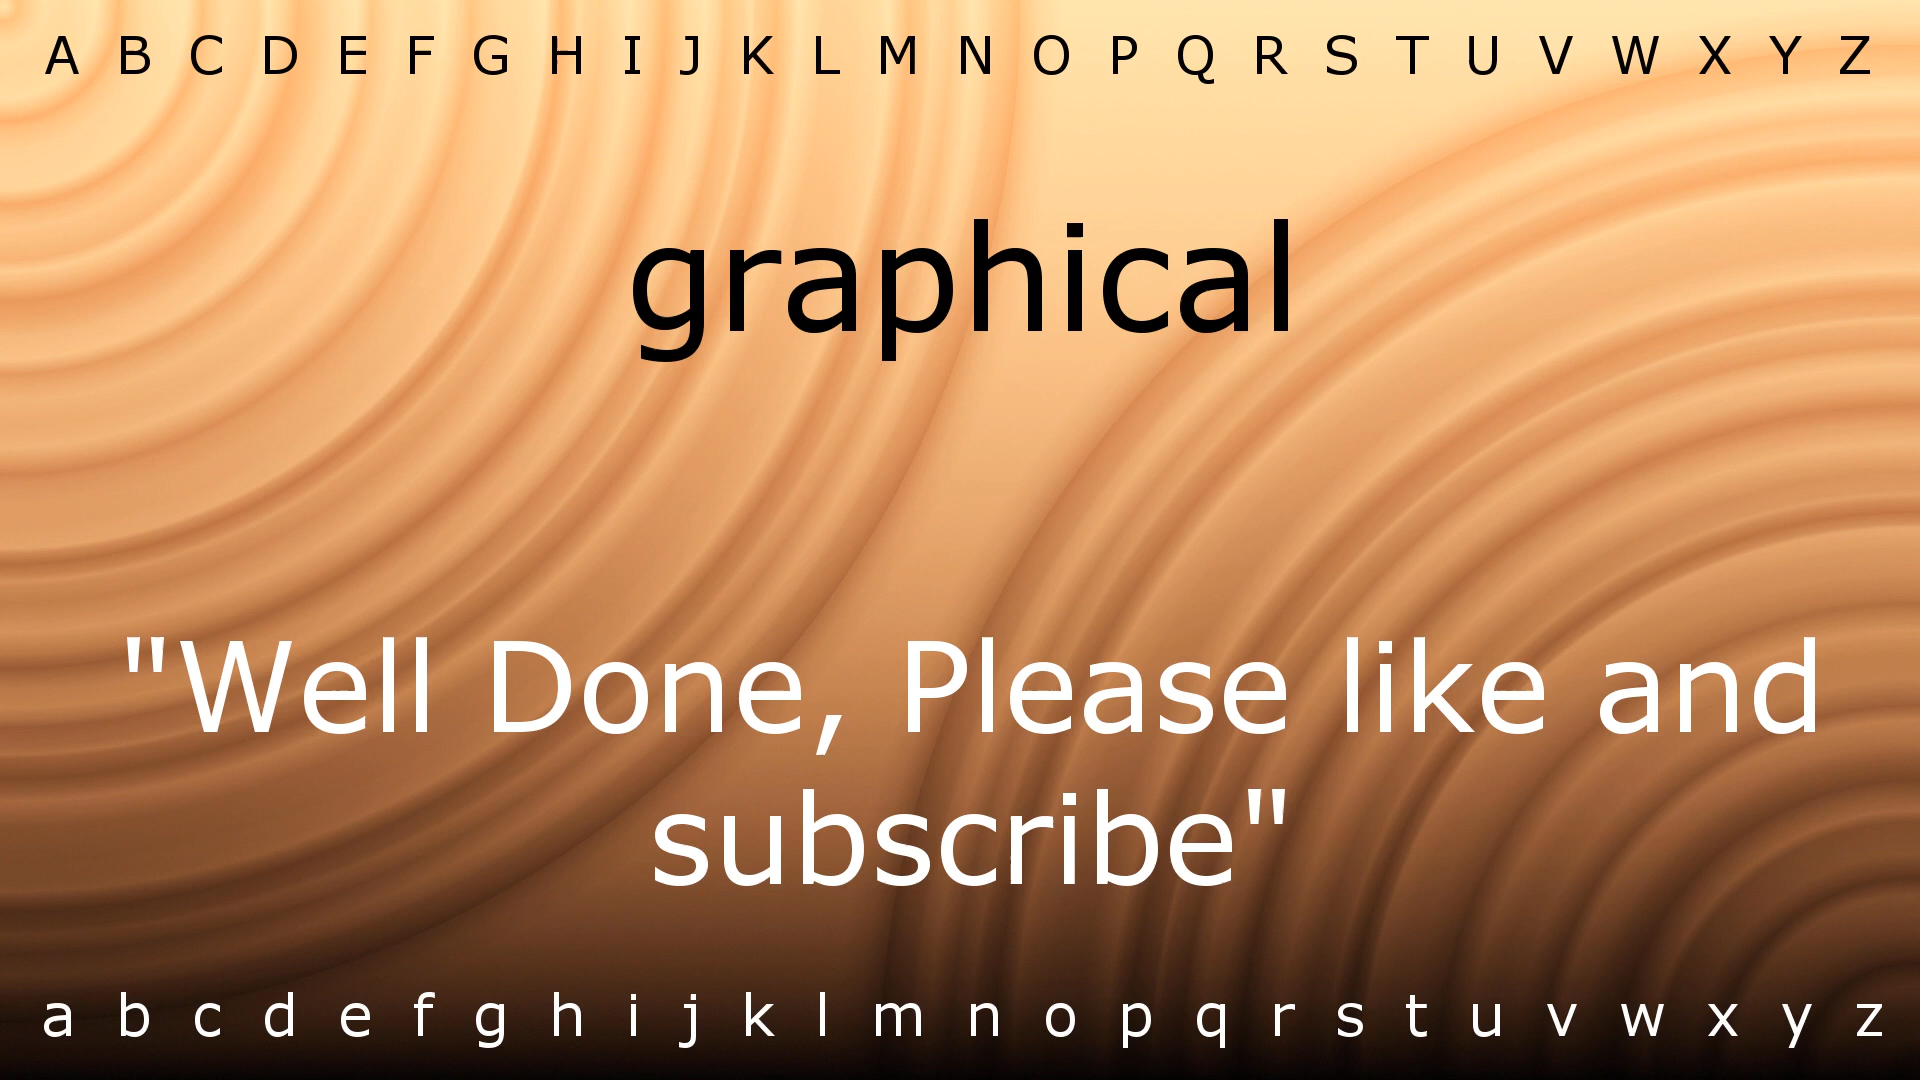 A B C D E F G H I J K L M N O P Q R S T U V W X Y Z
graphical
"Well Done, Please like and
subscribe"
a b c d e f g h i j k l m n o p q r s t u v w x y z